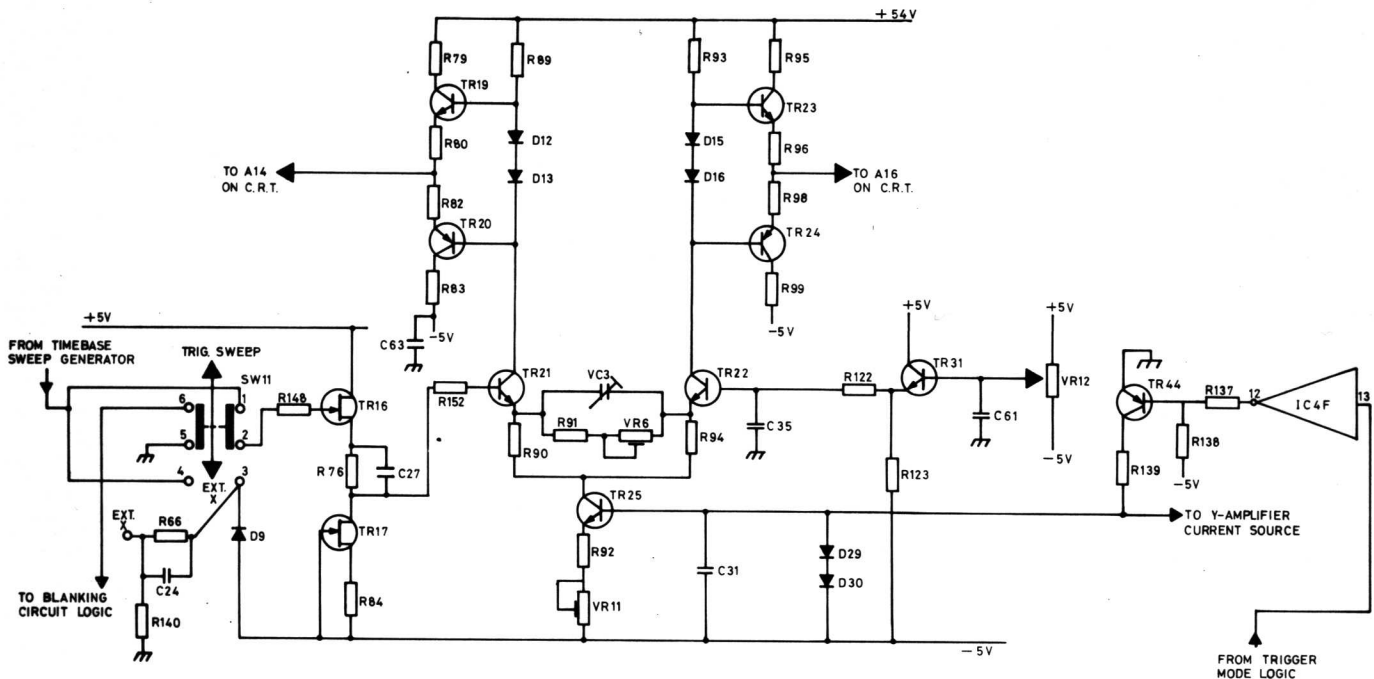 +54V
R79
R89
R93
R95
TR19
TR23
R80
D12
D15
R96
TO A14
ON C.R.T.
D13
D16
TO A16
ON C.R.T.
R82
R98
TR20
TR24
R83
R99
-5V
-5V
C63
+5V
+5V
+5V
FROM TIMEBASE
SWEEP GENERATOR
TRIG. SWEEP
SW11
TR31
VR12
TR21
VC3
TR22
R122
TR44
R137
12
IC4F
13
6
1
R148
TR16
R152
C61
5
2
R91
VR6
C35
R138
R90
R94
-5V
-5V
R139
R76
C27
R123
4
3
EXT.
X
TR25
EXT.
X
R66
D9
TR17
TO Y-AMPLIFIER
CURRENT SOURCE
R92
C31
D29
C24
D30
TO BLANKING
CIRCUIT LOGIC
R84
VR11
R140
-5V
FROM TRIGGER
MODE LOGIC